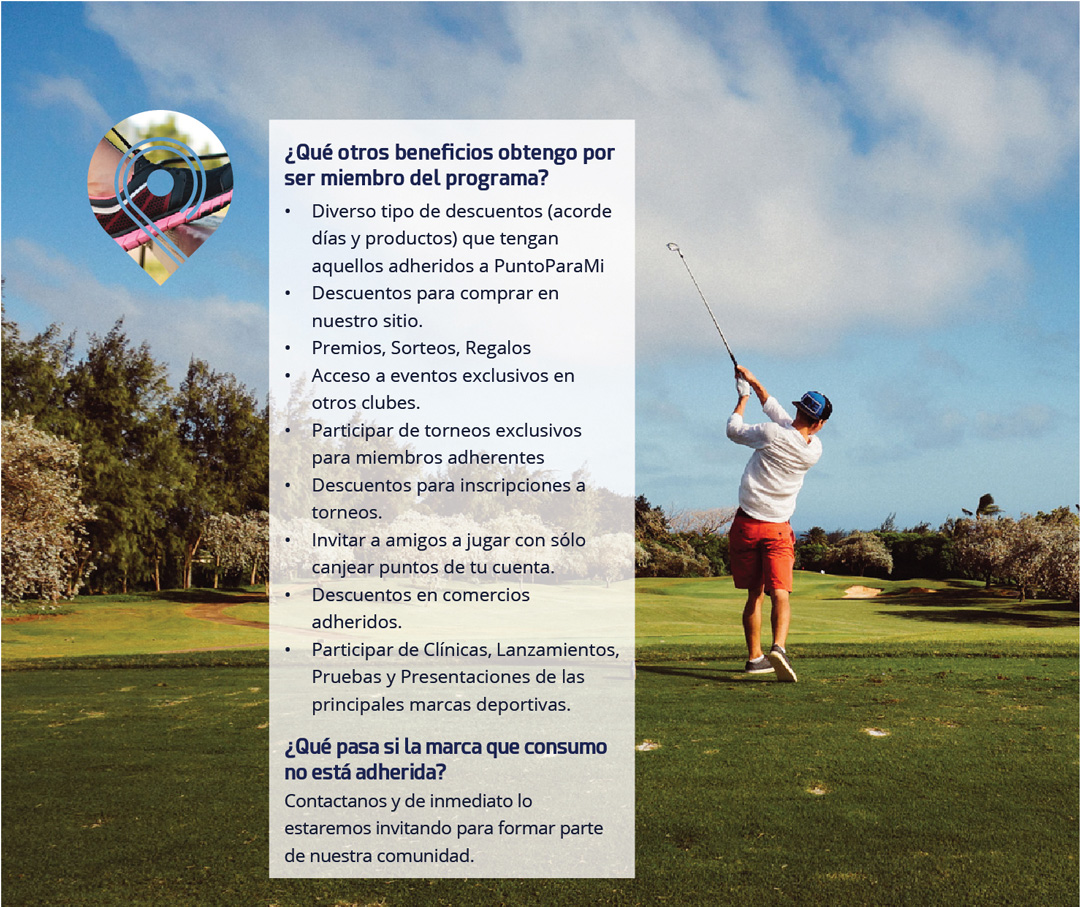 ¿Qué otros beneficios obtengo por
ser miembro del programa?
• Diverso tipo de descuentos (acorde
días y productos) que tengan
aquellos adheridos a PuntoParaMi
• Descuentos para comprar en
nuestro sitio.
• Premios, Sorteos, Regalos
• Acceso a eventos exclusivos en
otros clubes.
• Participar de torneos exclusivos
para miembros adherentes
• Descuentos para inscripciones a
torneos.
• Invitar a amigos a jugar con sólo
canjear puntos de tu cuenta.
• Descuentos en comercios
adheridos.
• Participar de Clínicas, Lanzamientos,
Pruebas y Presentaciones de las
principales marcas deportivas.
¿Qué pasa si la marca que consumo
no está adherida?
Contactanos y de inmediato lo
estaremos invitando para formar parte
de nuestra comunidad.